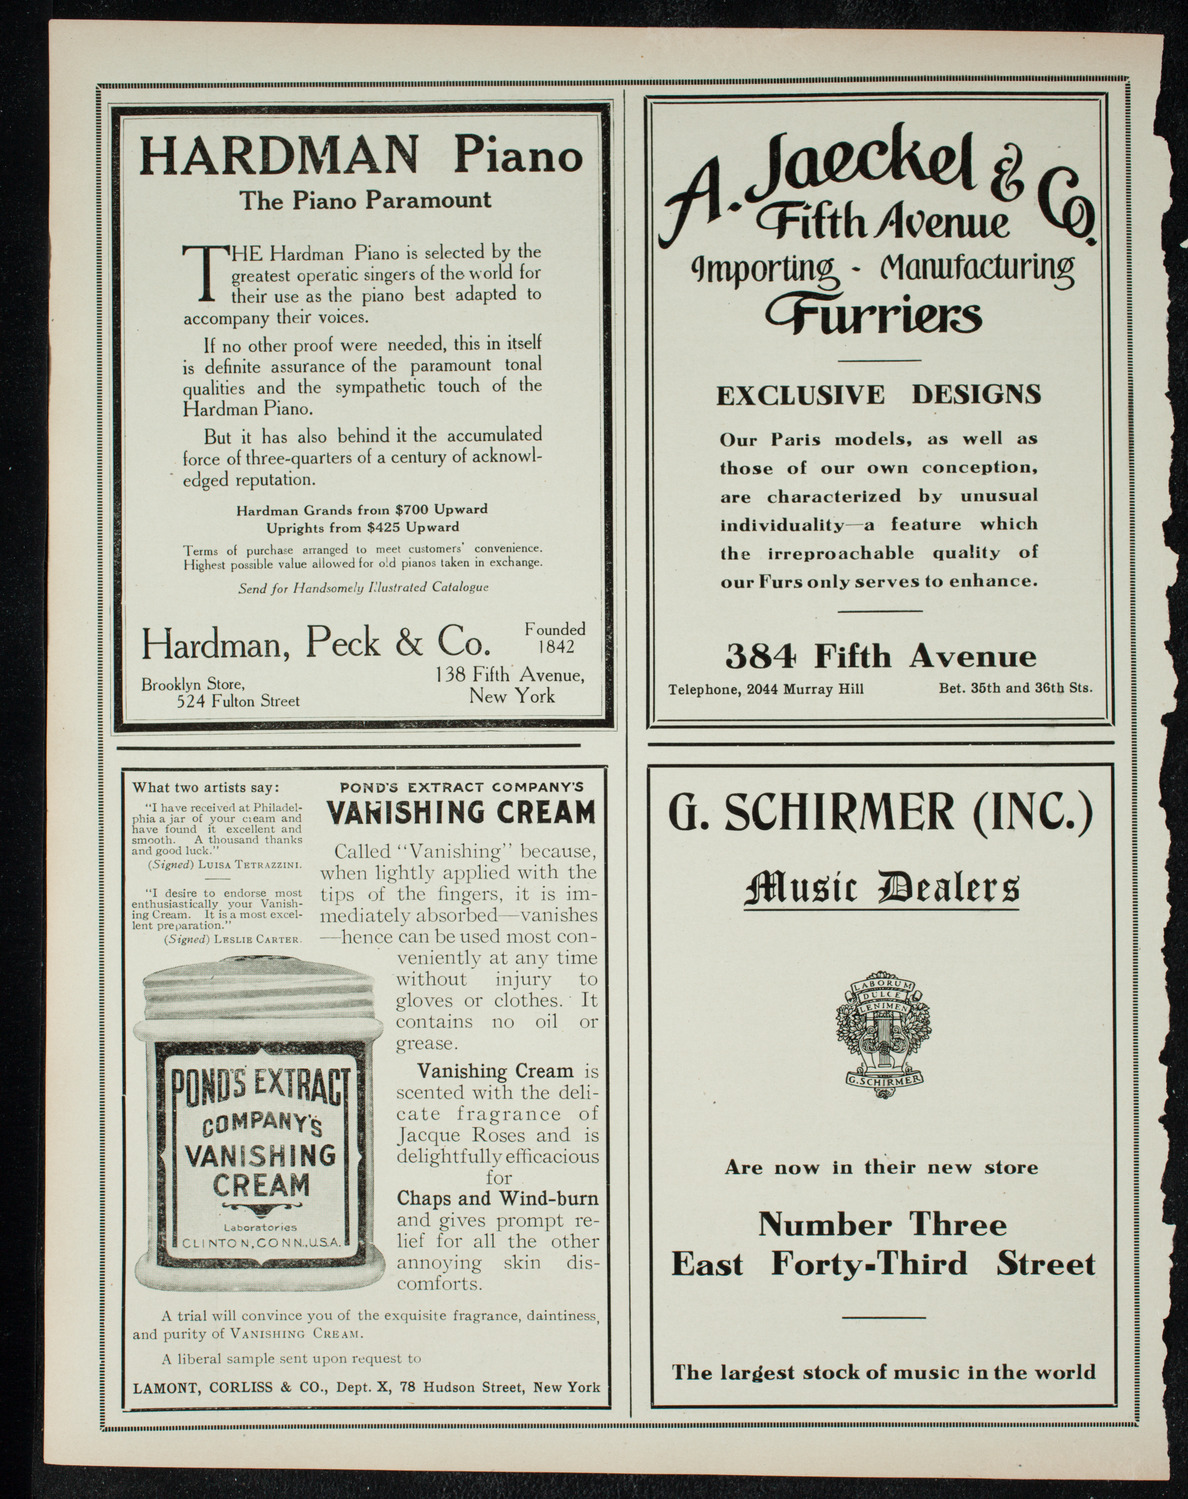 HARDMAN Piano
The Piano Paramount
THE Hardman Piano is selected by the
greatest operatic singers of the world for
their use as the piano best adapted to
accompany their voices.
If no other proof were needed, this in itself
is definite assurance of the paramount tonal
qualities and the sympathetic touch of the
Hardman Piano.
But it has also behind it the accumulated
force of three-quarters of a century of acknowl-
edged reputation.
Hardman Grands from $700 Upward
Uprights from $425 Upward
Terms of purchase arranged to meet customers' convenience.
Highest possible value allowed for old pianos taken in exchange.
Send for Handsomely Illustrated Catalogue
Hardman, Peck & Co.
Founded
1842
Brooklyn Store,
524 Fulton Street
138 Fifth Avenue,
New York
A. Jaeckel & Co.
Fifth Avenue
Importing - Manufacturing
Furriers
EXCLUSIVE DESIGNS
Our Paris models, as well as
those of our own conception,
are characterized by unusual
individuality—a feature which
the irreproachable quality of
our Furs only serves to enhance.
384 Fifth Avenue
Telephone, 2044 Murray Hill
Bet. 35th and 36th Sts.
What two artists say:
"I have received at Philadel-
phia a jar of your cream and
have found it excellent and
smooth. A thousand thanks
and good luck."
(Signed) LUISA TETRAZZINI.
"I desire to endorse most
enthusiastically your Vanish-
ing Cream. It is a most excel-
lent preparation."
(Signed) LESLIE CARTER.
POND'S EXTRACT COMPANY'S
VANISHING CREAM
Called "Vanishing" because,
when lightly applied with the
tips of the fingers, it is im-
mediately absorbed—vanishes
—hence can be used most con-
veniently at any time
without injury to
gloves or clothes. It
contains no oil or
grease.
Vanishing Cream is
scented with the deli-
cate fragrance of
Jacque Roses and is
delightfully efficacious
for
Chaps and Wind-burn
and gives prompt re-
lief for all the other
annoying skin dis-
comforts.
POND'S EXTRACT
COMPANY'S
VANISHING
CREAM
Laboratories
CLINTON, CONN., U.S.A.
A trial will convince you of the exquisite fragrance, daintiness,
and purity of VANISHING CREAM.
A liberal sample sent upon request to
LAMONT, CORLISS & CO., Dept. X, 78 Hudson Street, New York
G. SCHIRMER (INC.)
Music Dealers
LABORUM
DULCE
LENIMEN
G. SCHIRMER
Are now in their new store
Number Three
East Forty-Third Street
The largest stock of music in the world